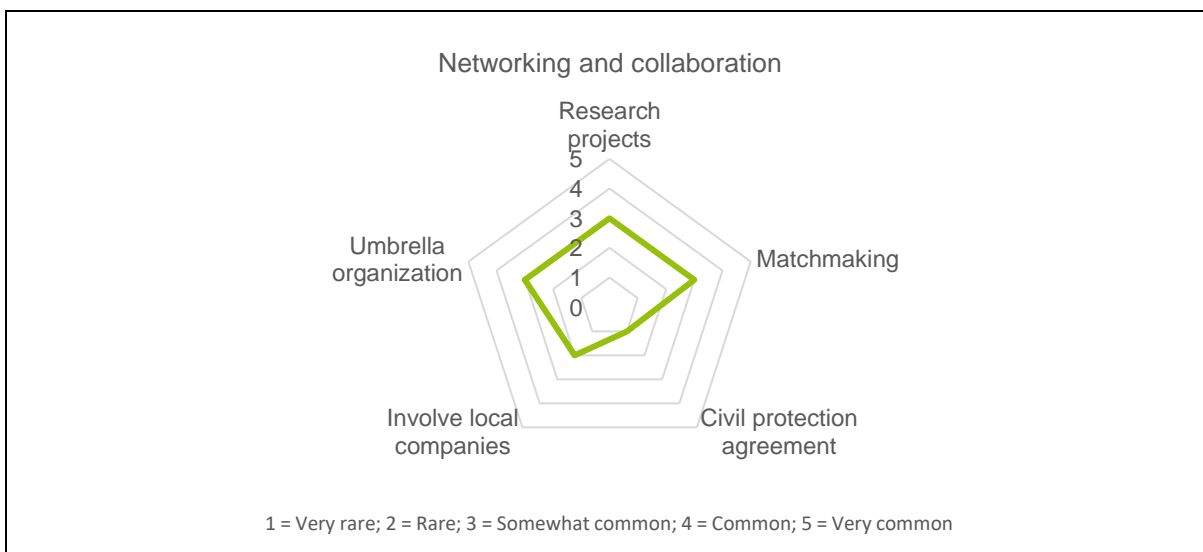 Networking and collaboration
Research
projects
5
4
3
2
1
0
Matchmaking
Civil protection
agreement
Involve local
companies
Umbrella
organization
1 = Very rare; 2 = Rare; 3 = Somewhat common; 4 = Common; 5 = Very common